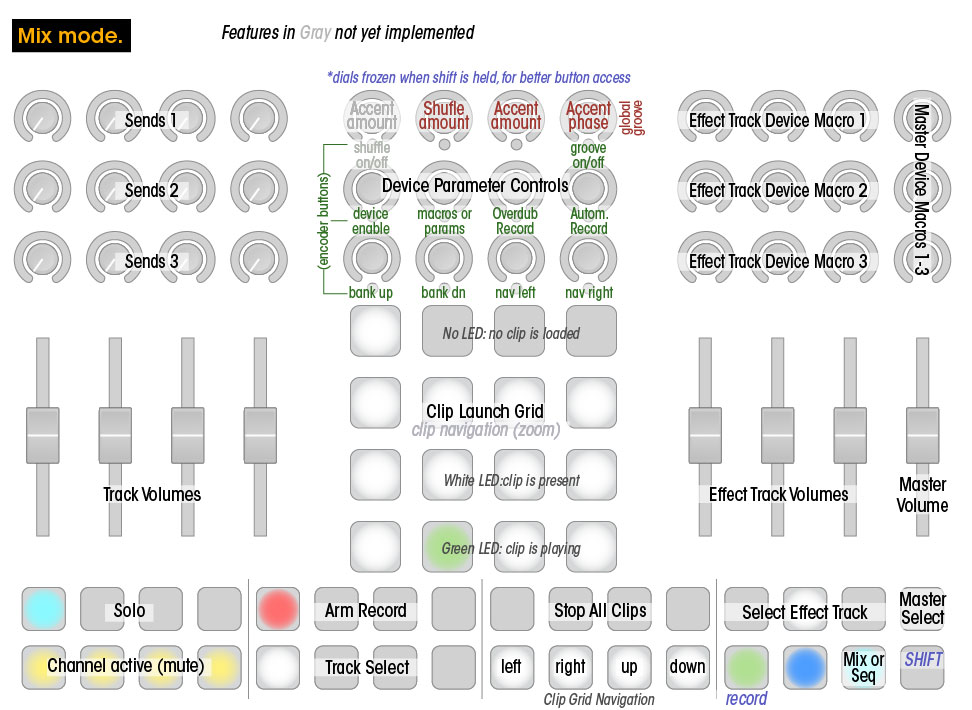 Mix mode.
Features in Gray not yet implemented
*dials frozen when shift is held, for better button access
Sends 1
Accent
amount
Shufle
amount
Accent
amount
Accent
phase
global
groove
Effect Track Device Macro 1
Master Device Macros 1-3
shuffle
on/off
groove
on/off
(encoder buttons)
Sends 2
Device Parameter Controls
Effect Track Device Macro 2
device
enable
macros or
params
Overdub
Record
Autom.
Record
Sends 3
Effect Track Device Macro 3
bank up
bank dn
nav left
nav right
No LED: no clip is loaded
Clip Launch Grid
clip navigation (zoom)
White LED:clip is present
Track Volumes
Effect Track Volumes
Master
Volume
Green LED: clip is playing
Solo
Arm Record
Stop All Clips
Select Effect Track
Master
Select
Channel active (mute)
Track Select
left
right
up
down
Mix or
Seq
SHIFT
Clip Grid Navigation
record